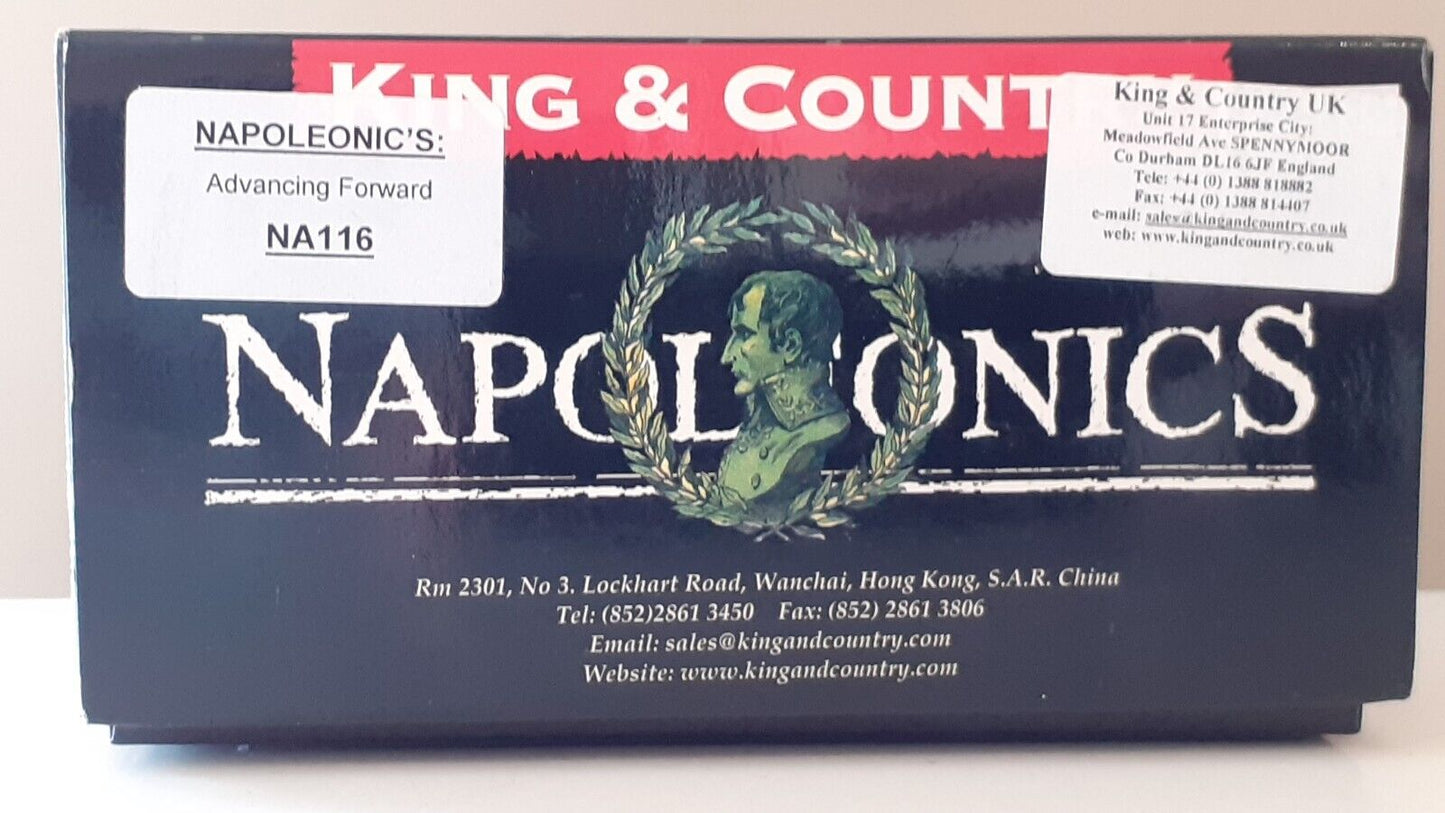 KING & COUNT
NAPOLEONIC'S:
Advancing Forward
NA116
King & Country UK
Unit 17 Enterprise City:
Meadowfield Ave SPENNYMOOR
Co Durham DL16 6JF England
Tele: +44 (0) 1388 818882
Fax: +44 (0) 1388 814407
e-mail: sales@kingandcountry.co.uk
web: www.kingandcountry.co.uk
NAPOLEONICS
Rm 2301, No 3. Lockhart Road, Wanchai, Hong Kong, S.A.R. China
Tel: (852)2861 3450 Fax: (852) 2861 3806
Email: sales@kingandcountry.com
Website: www.kingandcountry.com